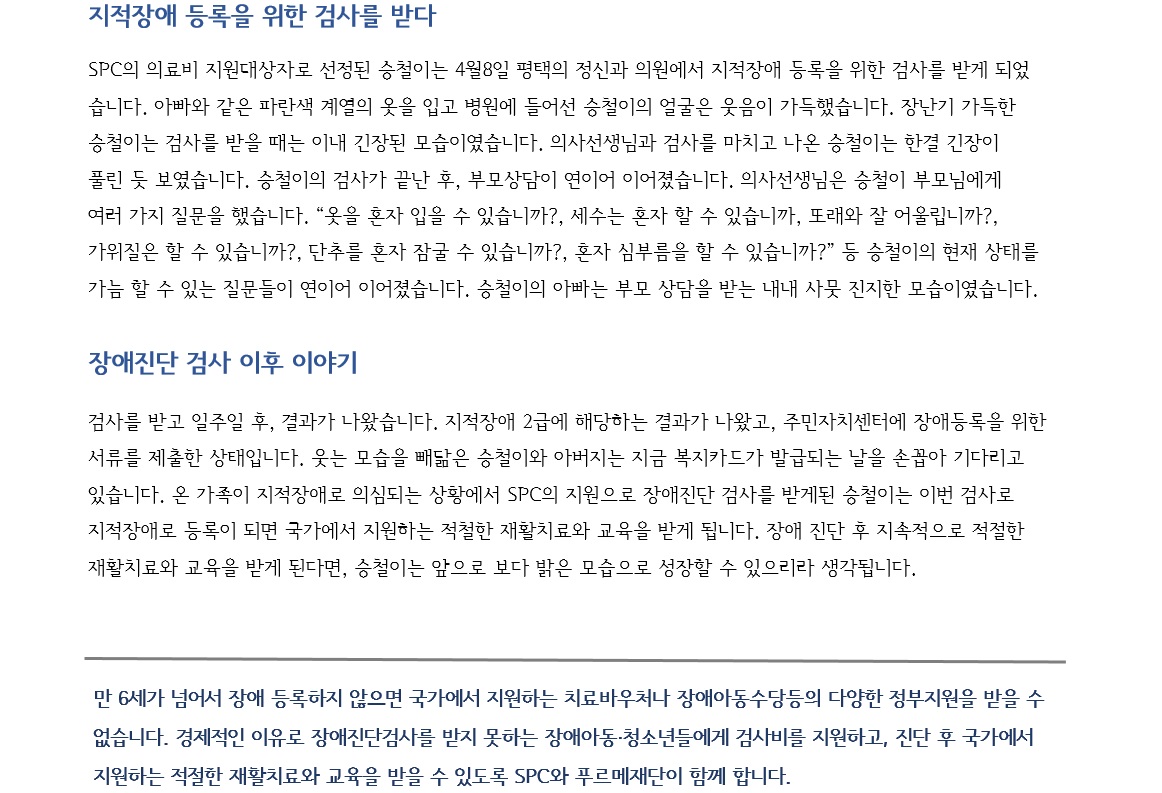 지적장애 등록을 위한 검사를 받다
SPC의 의료비 지원대상자로 선정된 승철이는 4월8일 평택의 정신과 의원에서 지적장애 등록을 위한 검사를 받게 되었
습니다. 아빠와 같은 파란색 계열의 옷을 입고 병원에 들어선 승철이의 얼굴은 웃음이 가득했습니다. 장난기 가득한
승철이는 검사를 받을 때는 이내 긴장된 모습이였습니다. 의사선생님과 검사를 마치고 나온 승철이는 한결 긴장이
풀린 듯 보였습니다. 승철이의 검사가 끝난 후, 부모상담이 연이어 이어졌습니다. 의사선생님은 승철이 부모님에게
여러 가지 질문을 했습니다. “옷을 혼자 입을 수 있습니까?, 세수는 혼자 할 수 있습니까, 또래와 잘 어울립니까?,
가위질은 할 수 있습니까?, 단추를 혼자 잠굴 수 있습니까?, 혼자 심부름을 할 수 있습니까?” 등 승철이의 현재 상태를
가늠 할 수 있는 질문들이 연이어 이어졌습니다. 승철이의 아빠는 부모 상담을 받는 내내 사뭇 진지한 모습이였습니다.
장애진단 검사 이후 이야기
검사를 받고 일주일 후, 결과가 나왔습니다. 지적장애 2급에 해당하는 결과가 나왔고, 주민자치센터에 장애등록을 위한
서류를 제출한 상태입니다. 웃는 모습을 빼닮은 승철이와 아버지는 지금 복지카드가 발급되는 날을 손꼽아 기다리고
있습니다. 온 가족이 지적장애로 의심되는 상황에서 SPC의 지원으로 장애진단 검사를 받게된 승철이는 이번 검사로
지적장애로 등록이 되면 국가에서 지원하는 적절한 재활치료와 교육을 받게 됩니다. 장애 진단 후 지속적으로 적절한
재활치료와 교육을 받게 된다면, 승철이는 앞으로 보다 밝은 모습으로 성장할 수 있으리라 생각됩니다.
만 6세가 넘어서 장애 등록하지 않으면 국가에서 지원하는 치료바우처나 장애아동수당등의 다양한 정부지원을 받을 수
없습니다. 경제적인 이유로 장애진단검사를 받지 못하는 장애아동·청소년들에게 검사비를 지원하고, 진단 후 국가에서
지원하는 적절한 재활치료와 교육을 받을 수 있도록 SPC와 푸르메재단이 함께 합니다.